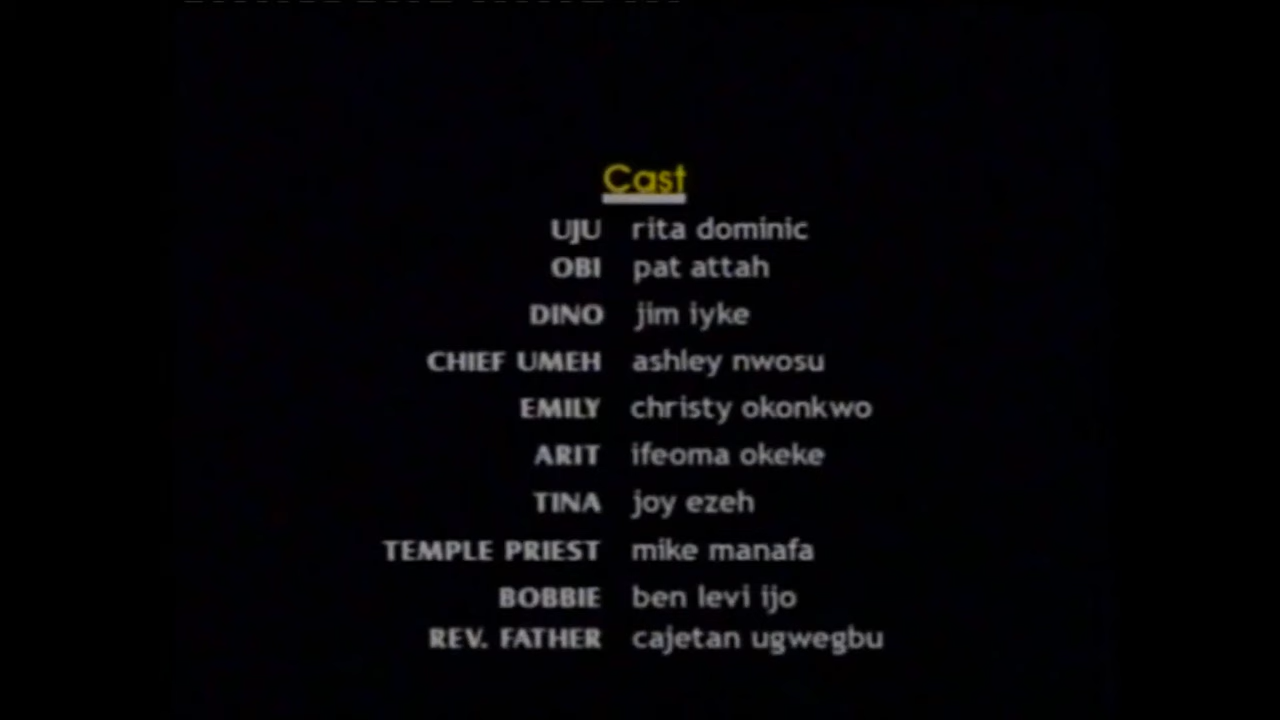 Cast
UJU rita dominic
OBI pat attah
DINO jim iyke
CHIEF UMEH ashley nwosu
EMILY christy okonkwo
ARIT ifeoma okeke
TINA joy ezeh
TEMPLE PRIEST mike manafa
BOBBIE ben levi ijo
REV. FATHER cajetan ugwegbu